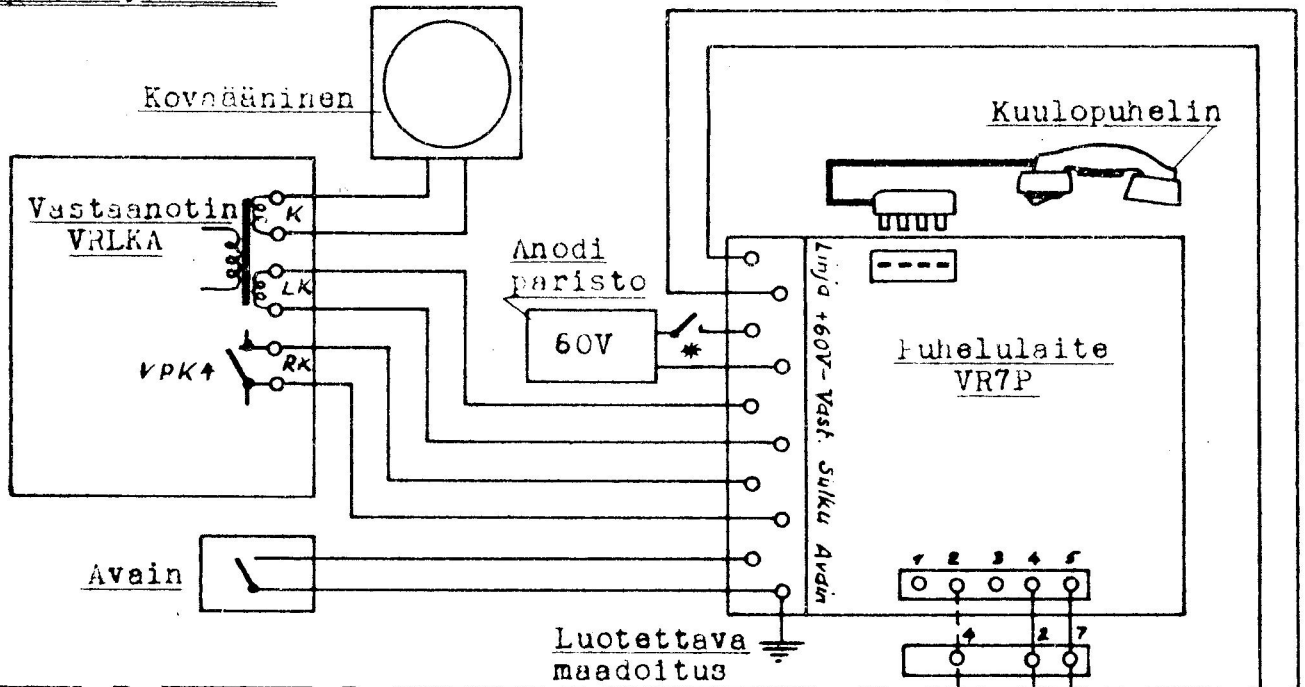 Kovaääninen
Kuulopuhelin
Vastaanotin
VRLKA
K
LK
RK
VPK4
Anodi
paristo
60V
*
Linja +60V- Vast. Sulku Avain
Puhelulaite
VR7P
Avain
1 2 3 4 5
4 2 7
Luotettava
maadoitus